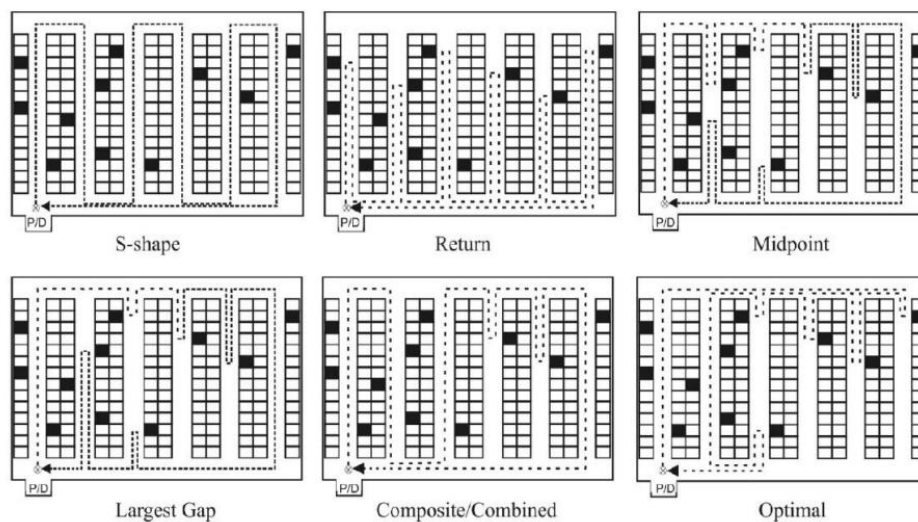 P/D
P/D
P/D
S-shape
Return
Midpoint
P/D
P/D
P/D
Largest Gap
Composite/Combined
Optimal